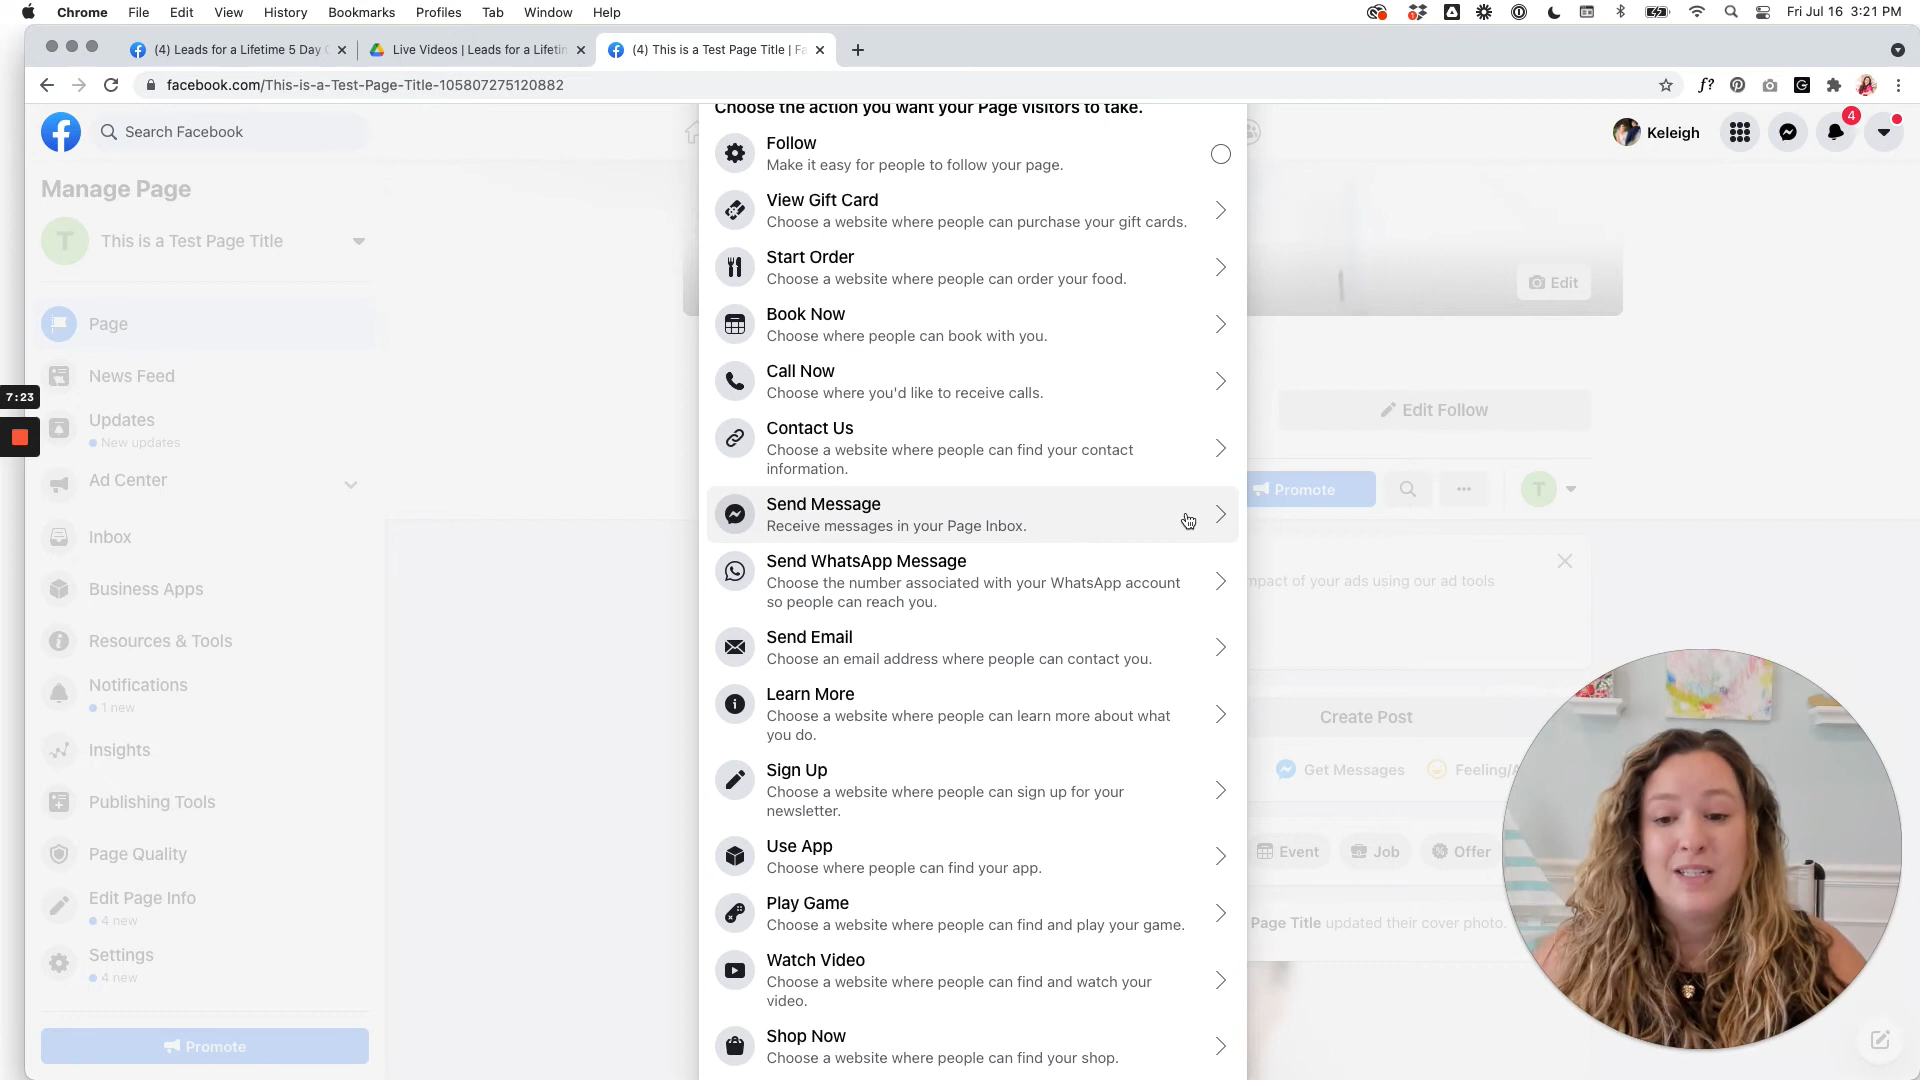 Chrome File Edit View History Bookmarks Profiles Tab Window Help
Fri Jul 16 3:21 PM
(4) Leads for a Lifetime 5 Day
Live Videos | Leads for a Lifetim
(4) This is a Test Page Title | Fa
facebook.com/This-is-a-Test-Page-Title-105807275120882
f?
Search Facebook
Keleigh
4
Manage Page
T
This is a Test Page Title
Page
News Feed
Updates
New updates
Ad Center
Inbox
Business Apps
Resources & Tools
Notifications
1 new
Insights
Publishing Tools
Page Quality
Edit Page Info
4 new
Settings
4 new
Promote
7:23
Choose the action you want your Page visitors to take.
Follow
Make it easy for people to follow your page.
View Gift Card
Choose a website where people can purchase your gift cards.
Start Order
Choose a website where people can order your food.
Book Now
Choose where people can book with you.
Call Now
Choose where you'd like to receive calls.
Contact Us
Choose a website where people can find your contact
information.
Send Message
Receive messages in your Page Inbox.
Send WhatsApp Message
Choose the number associated with your WhatsApp account
so people can reach you.
Send Email
Choose an email address where people can contact you.
Learn More
Choose a website where people can learn more about what
you do.
Sign Up
Choose a website where people can sign up for your
newsletter.
Use App
Choose where people can find your app.
Play Game
Choose a website where people can find and play your game.
Watch Video
Choose a website where people can find and watch your
video.
Shop Now
Choose a website where people can find your shop.
Edit
Edit Follow
Promote
T
mpact of your ads using our ad tools
Create Post
Get Messages
Feeling/A
Event
Job
Offer
Page Title updated their cover photo.